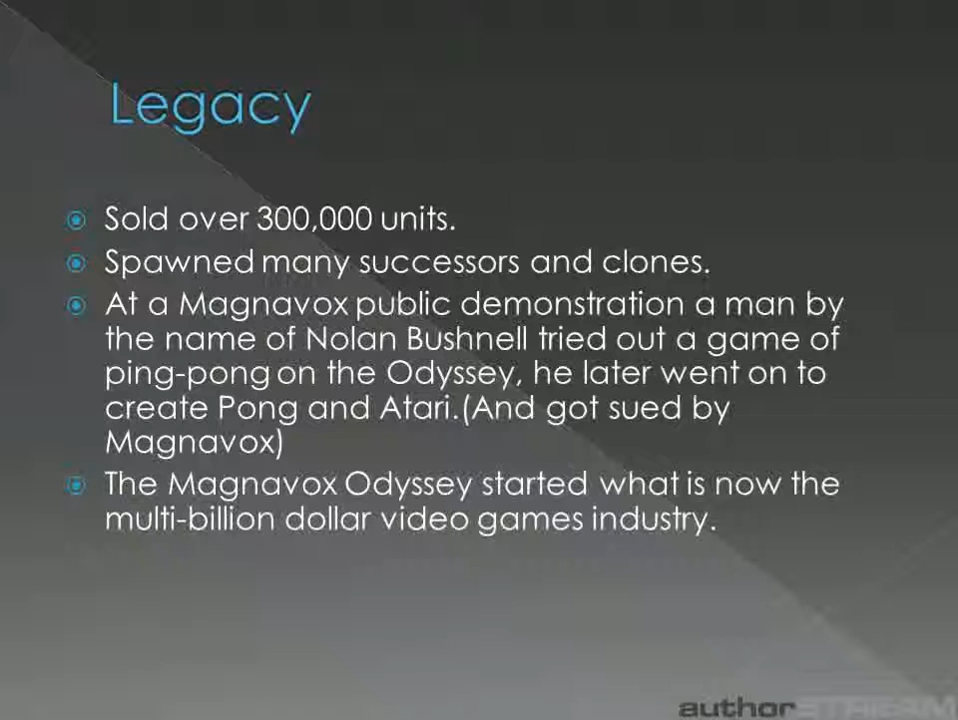 Legacy
Sold over 300,000 units.
Spawned many successors and clones.
At a Magnavox public demonstration a man by
the name of Nolan Bushnell tried out a game of
ping-pong on the Odyssey, he later went on to
create Pong and Atari.(And got sued by
Magnavox)
The Magnavox Odyssey started what is now the
multi-billion dollar video games industry.
authorSTREAM